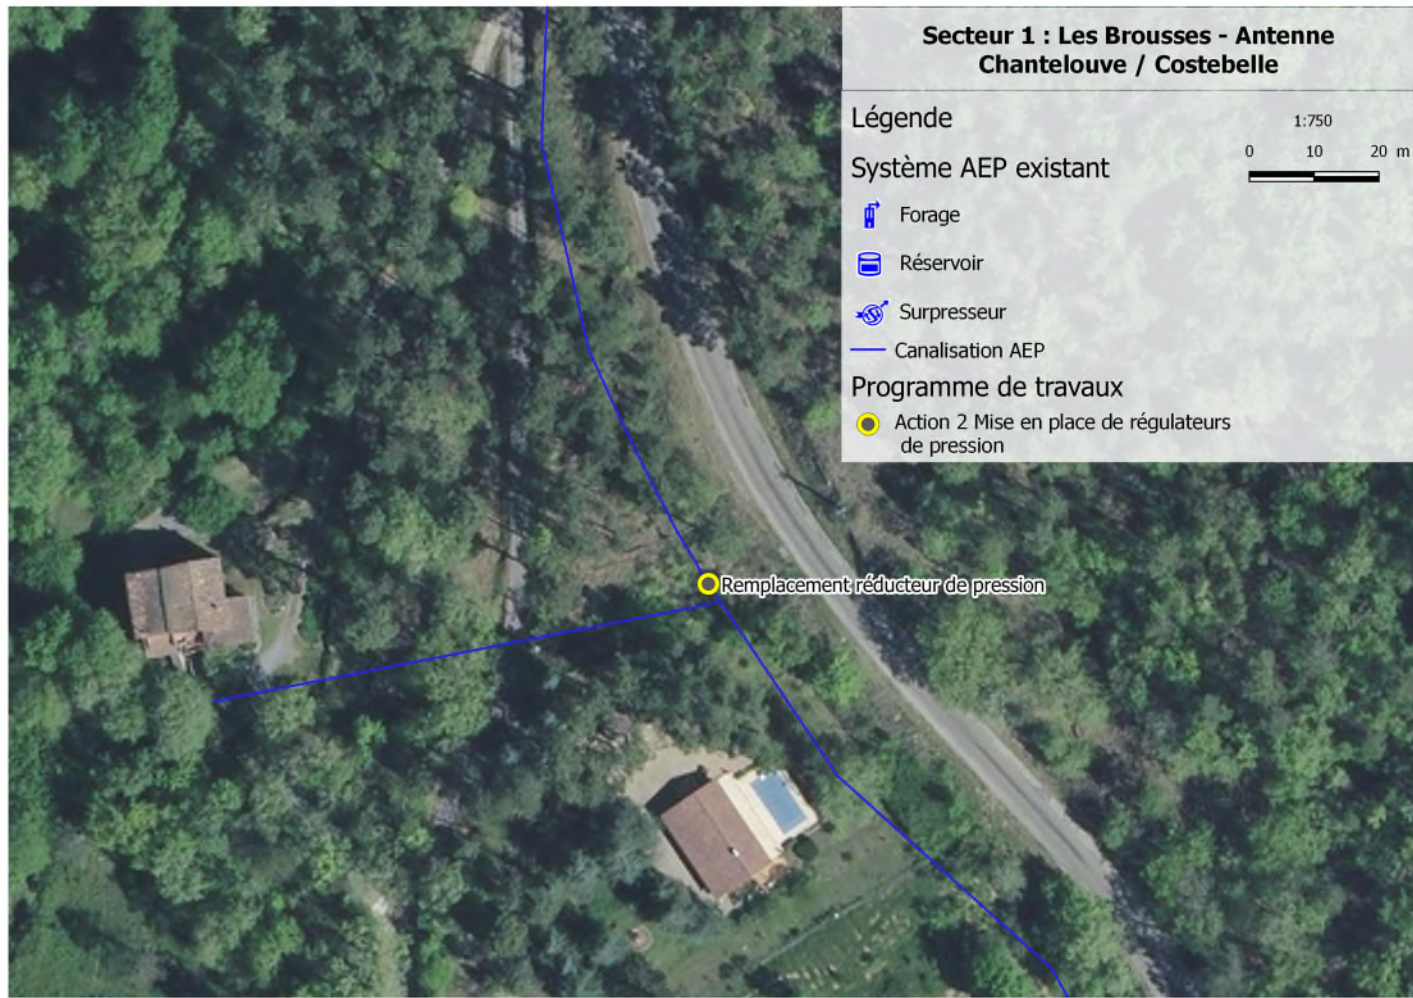 Secteur 1 : Les Brousses - Antenne
Chantelouve / Costebelle
Légende
1:750
0 10 20 m
Système AEP existant
Forage
Réservoir
Surpresseur
Canalisation AEP
Programme de travaux
Action 2 Mise en place de régulateurs
de pression
Remplacement réducteur de pression